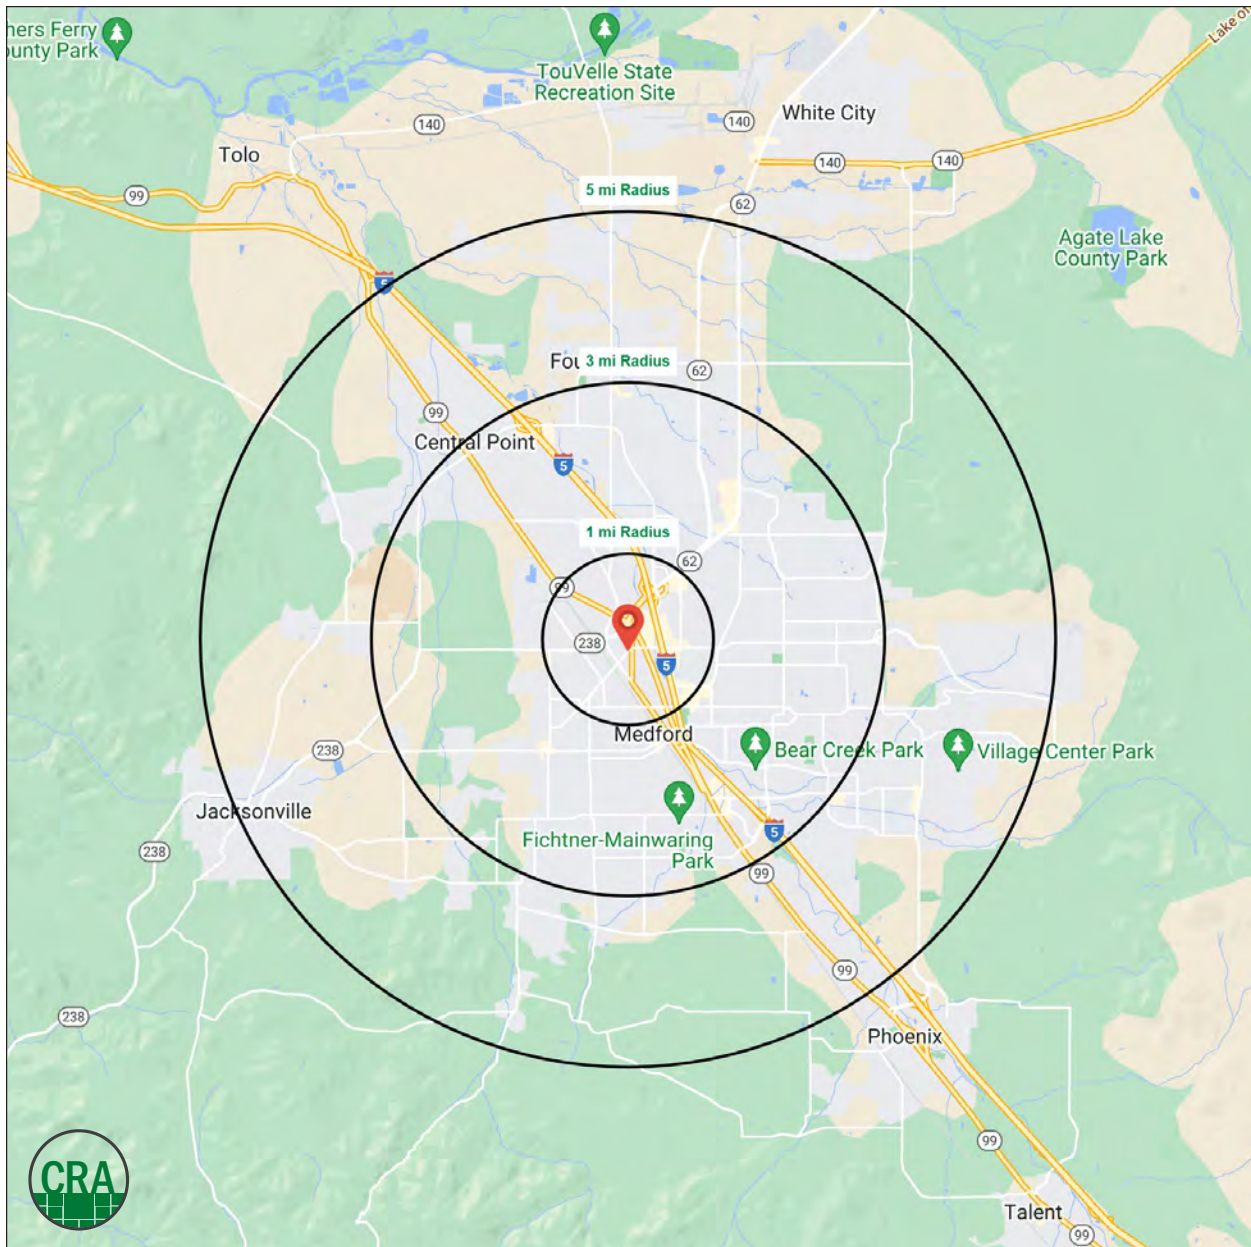 hers Ferry
ounty Park
TouVelle State
Recreation Site
Lake of
White City
140
140
140
140
Tolo
99
5 mi Radius
62
Agate Lake
County Park
5
Fou
3 mi Radius
62
99
Central Point
5
1 mi Radius
62
99
238
5
Medford
238
Bear Creek Park
Village Center Park
Jacksonville
Fichtner-Mainwaring
Park
5
238
99
99
238
Phoenix
99
CRA
Talent
99